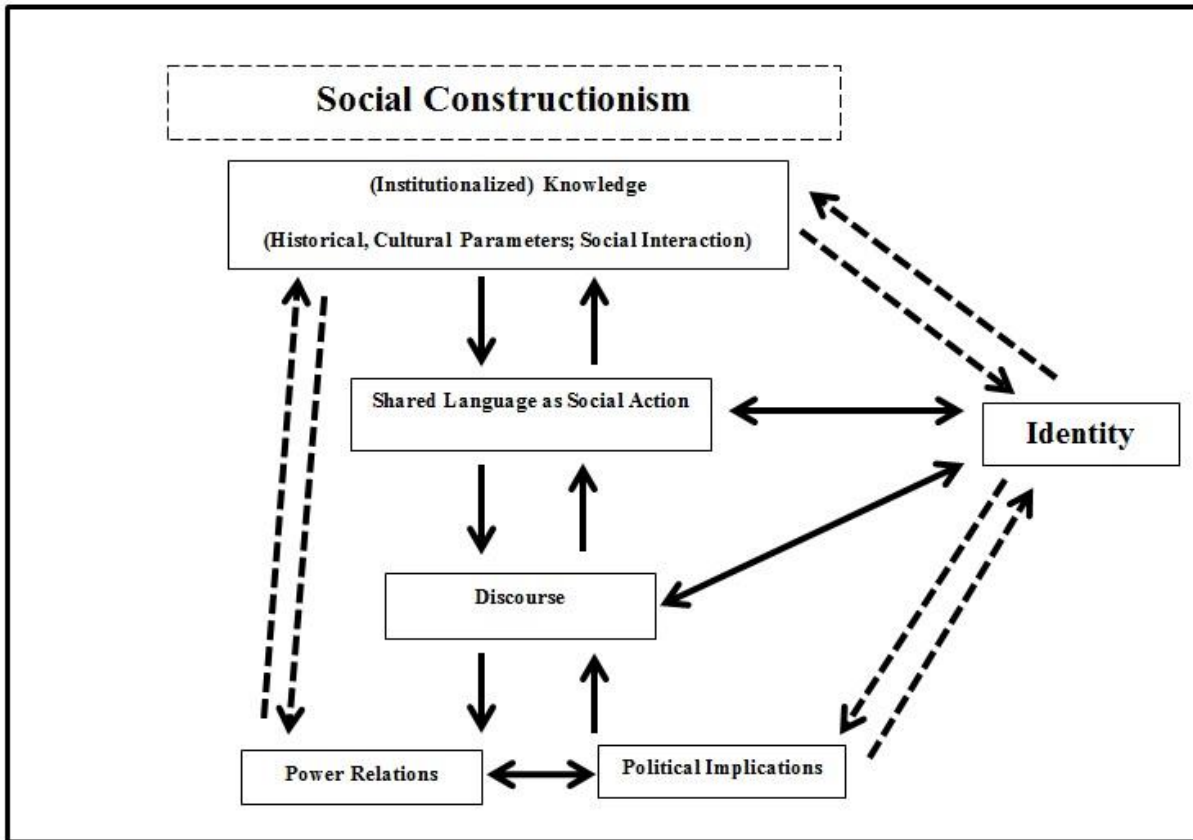 Social Constructionism
(Institutionalized) Knowledge
(Historical, Cultural Parameters; Social Interaction)
Shared Language as Social Action
Identity
Discourse
Power Relations
Political Implications